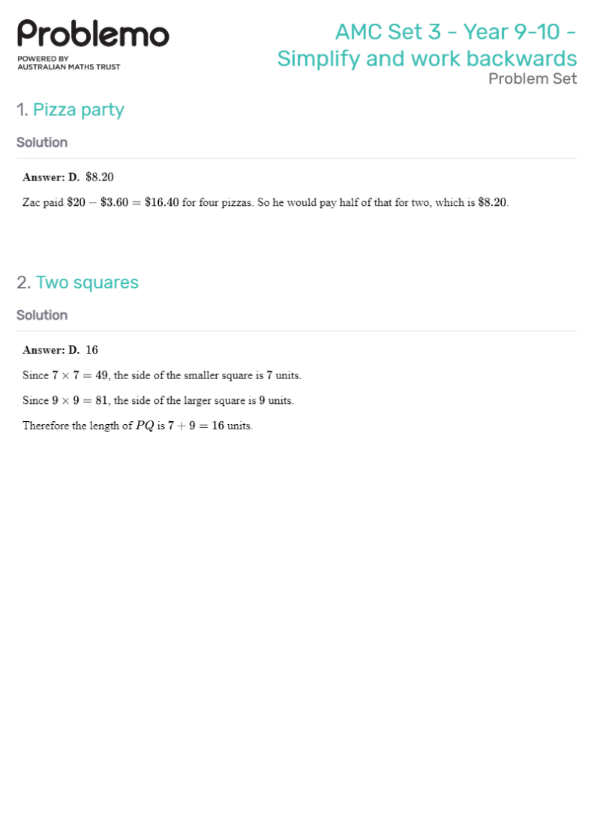 Problemo
POWERED BY
AUSTRALIAN MATHS TRUST
AMC Set 3 - Year 9-10 -
Simplify and work backwards
Problem Set
1. Pizza party
Solution
Answer: D. $8.20
Zac paid $20 − $3.60 = $16.40 for four pizzas. So he would pay half of that for two, which is $8.20.
2. Two squares
Solution
Answer: D. 16
Since 7 × 7 = 49, the side of the smaller square is 7 units.
Since 9 × 9 = 81, the side of the larger square is 9 units.
Therefore the length of PQ is 7 + 9 = 16 units.